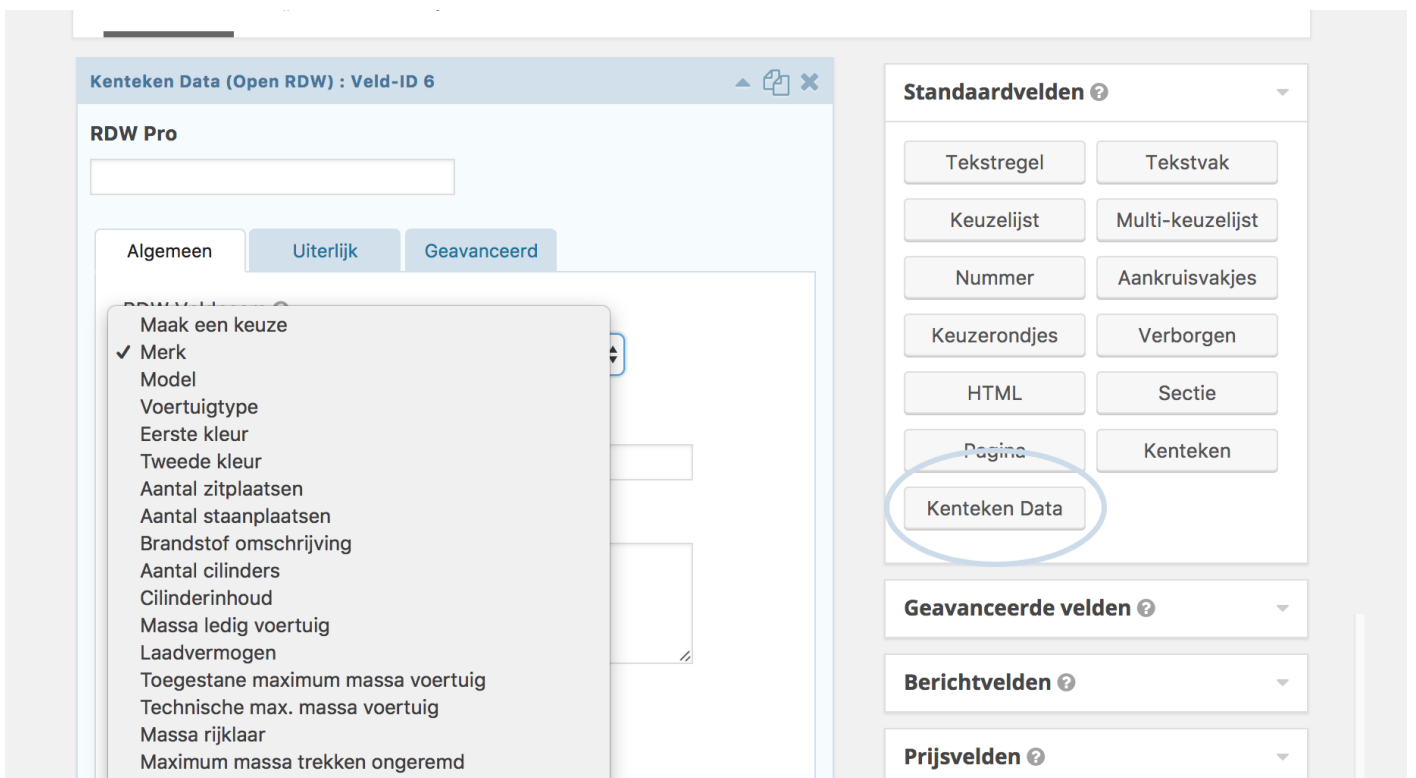 Kenteken Data (Open RDW) : Veld-ID 6
RDW Pro
Algemeen
Uiterlijk
Geavanceerd
Maak een keuze
✓ Merk
Model
Voertuigtype
Eerste kleur
Tweede kleur
Aantal zitplaatsen
Aantal staanplaatsen
Brandstof omschrijving
Aantal cilinders
Cilinderinhoud
Massa ledig voertuig
Laadvermogen
Toegestane maximum massa voertuig
Technische max. massa voertuig
Massa rijklaar
Maximum massa trekken ongeremd
Standaardvelden
Tekstregel
Tekstvak
Keuzelijst
Multi-keuzelijst
Nummer
Aankruisvakjes
Keuzerondjes
Verborgen
HTML
Sectie
Pagina
Kenteken
Kenteken Data
Geavanceerde velden
Berichtvelden
Prijsvelden